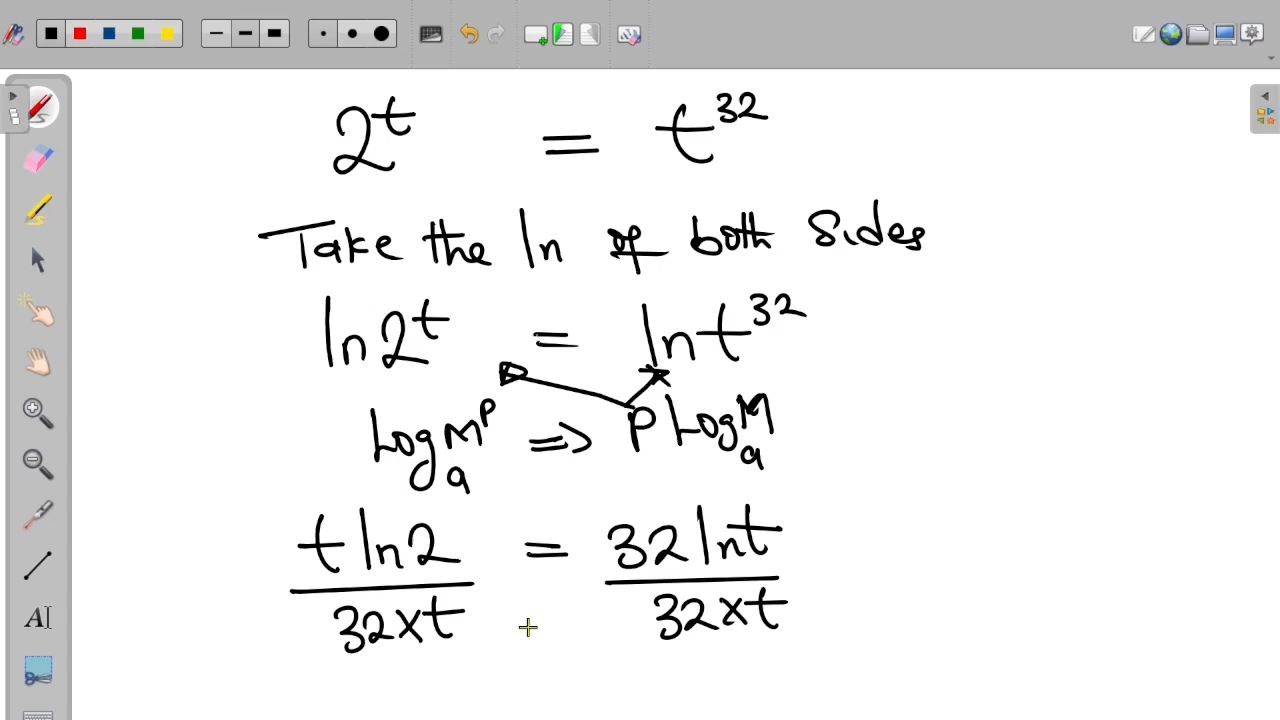 2^t = t^32
Take the ln of both sides
ln2^t = lnt^32
Log_a M^P => P Log_a M
t ln2 = 32 lnt
32xt 32xt